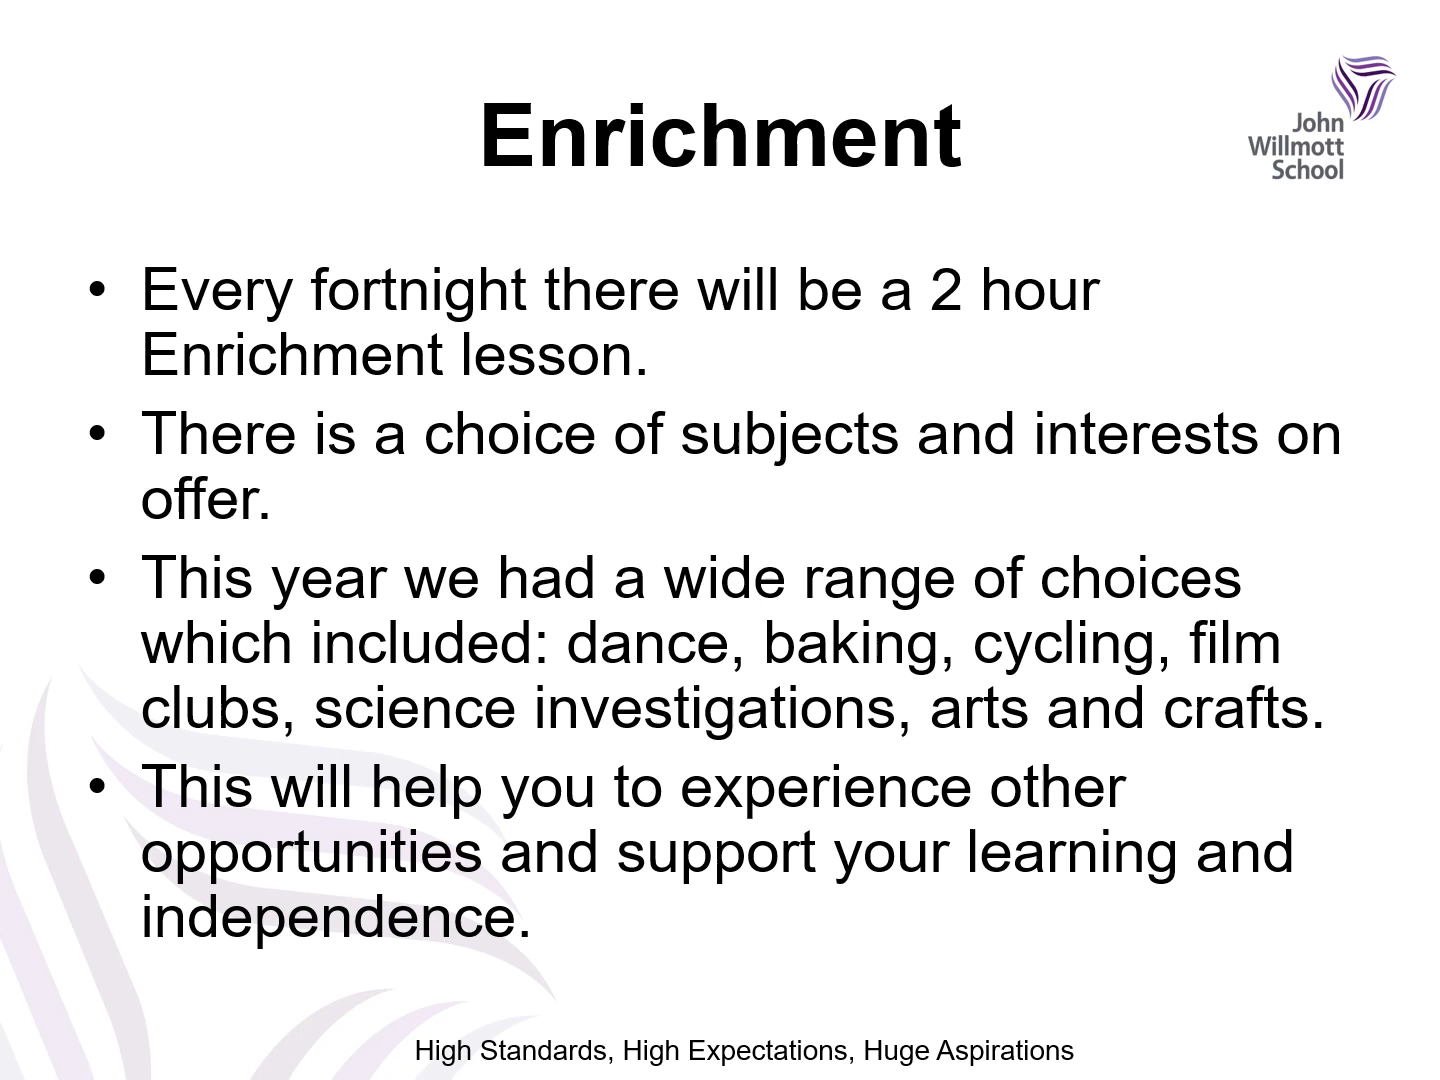 Enrichment
John
Willmott
School
• Every fortnight there will be a 2 hour
Enrichment lesson.
• There is a choice of subjects and interests on
offer.
• This year we had a wide range of choices
which included: dance, baking, cycling, film
clubs, science investigations, arts and crafts.
• This will help you to experience other
opportunities and support your learning and
independence.
High Standards, High Expectations, Huge Aspirations